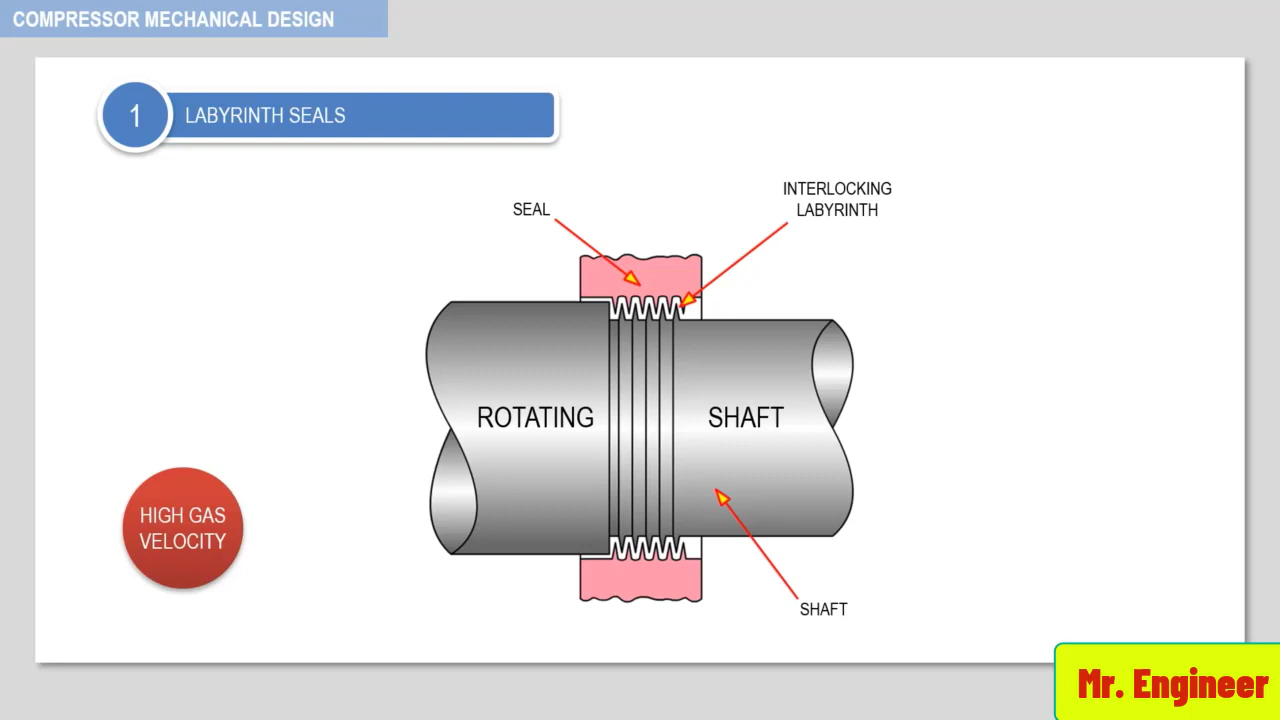 COMPRESSOR MECHANICAL DESIGN
1
LABYRINTH SEALS
INTERLOCKING
LABYRINTH
SEAL
ROTATING SHAFT
HIGH GAS
VELOCITY
SHAFT
Mr. Engineer